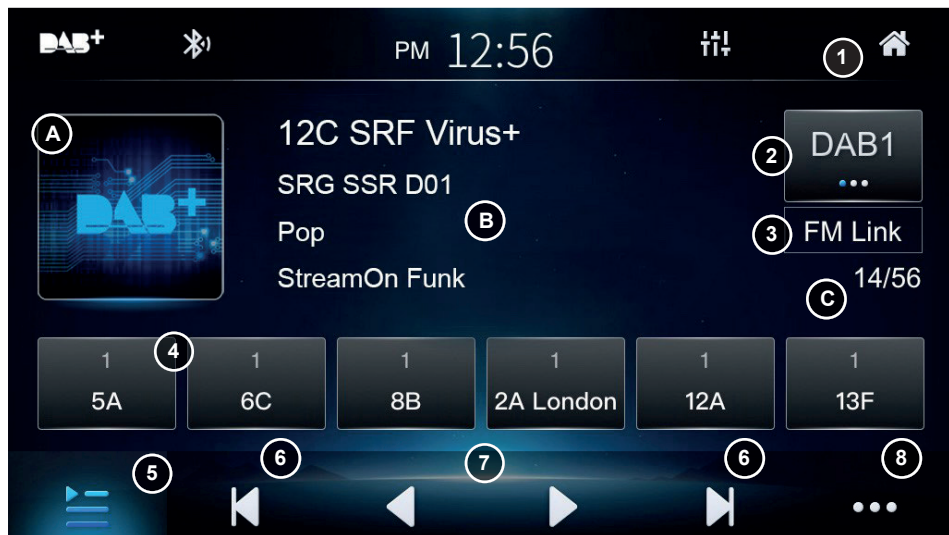 DAB+
PM 12:56
1
A
DAB+
12C SRF Virus+
SRG SSR D01
B
Pop
StreamOn Funk
2
DAB1
3
FM Link
14/56
C
4
1
5A
1
6C
1
8B
1
2A London
1
12A
1
13F
5
6
7
6
8